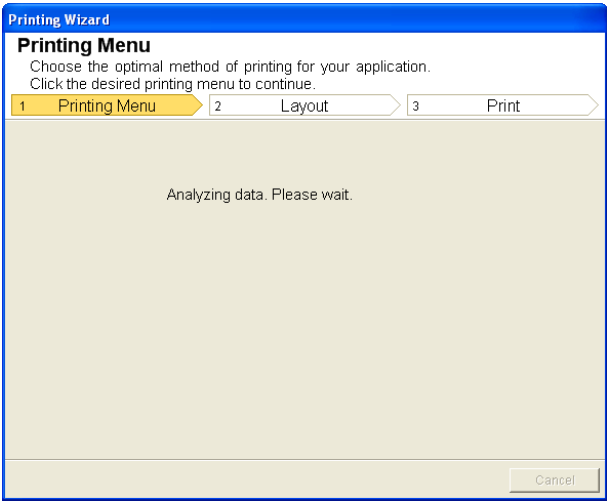 Printing Wizard
Printing Menu
Choose the optimal method of printing for your application.
Click the desired printing menu to continue.
1 Printing Menu 2 Layout 3 Print
Analyzing data. Please wait.
Cancel